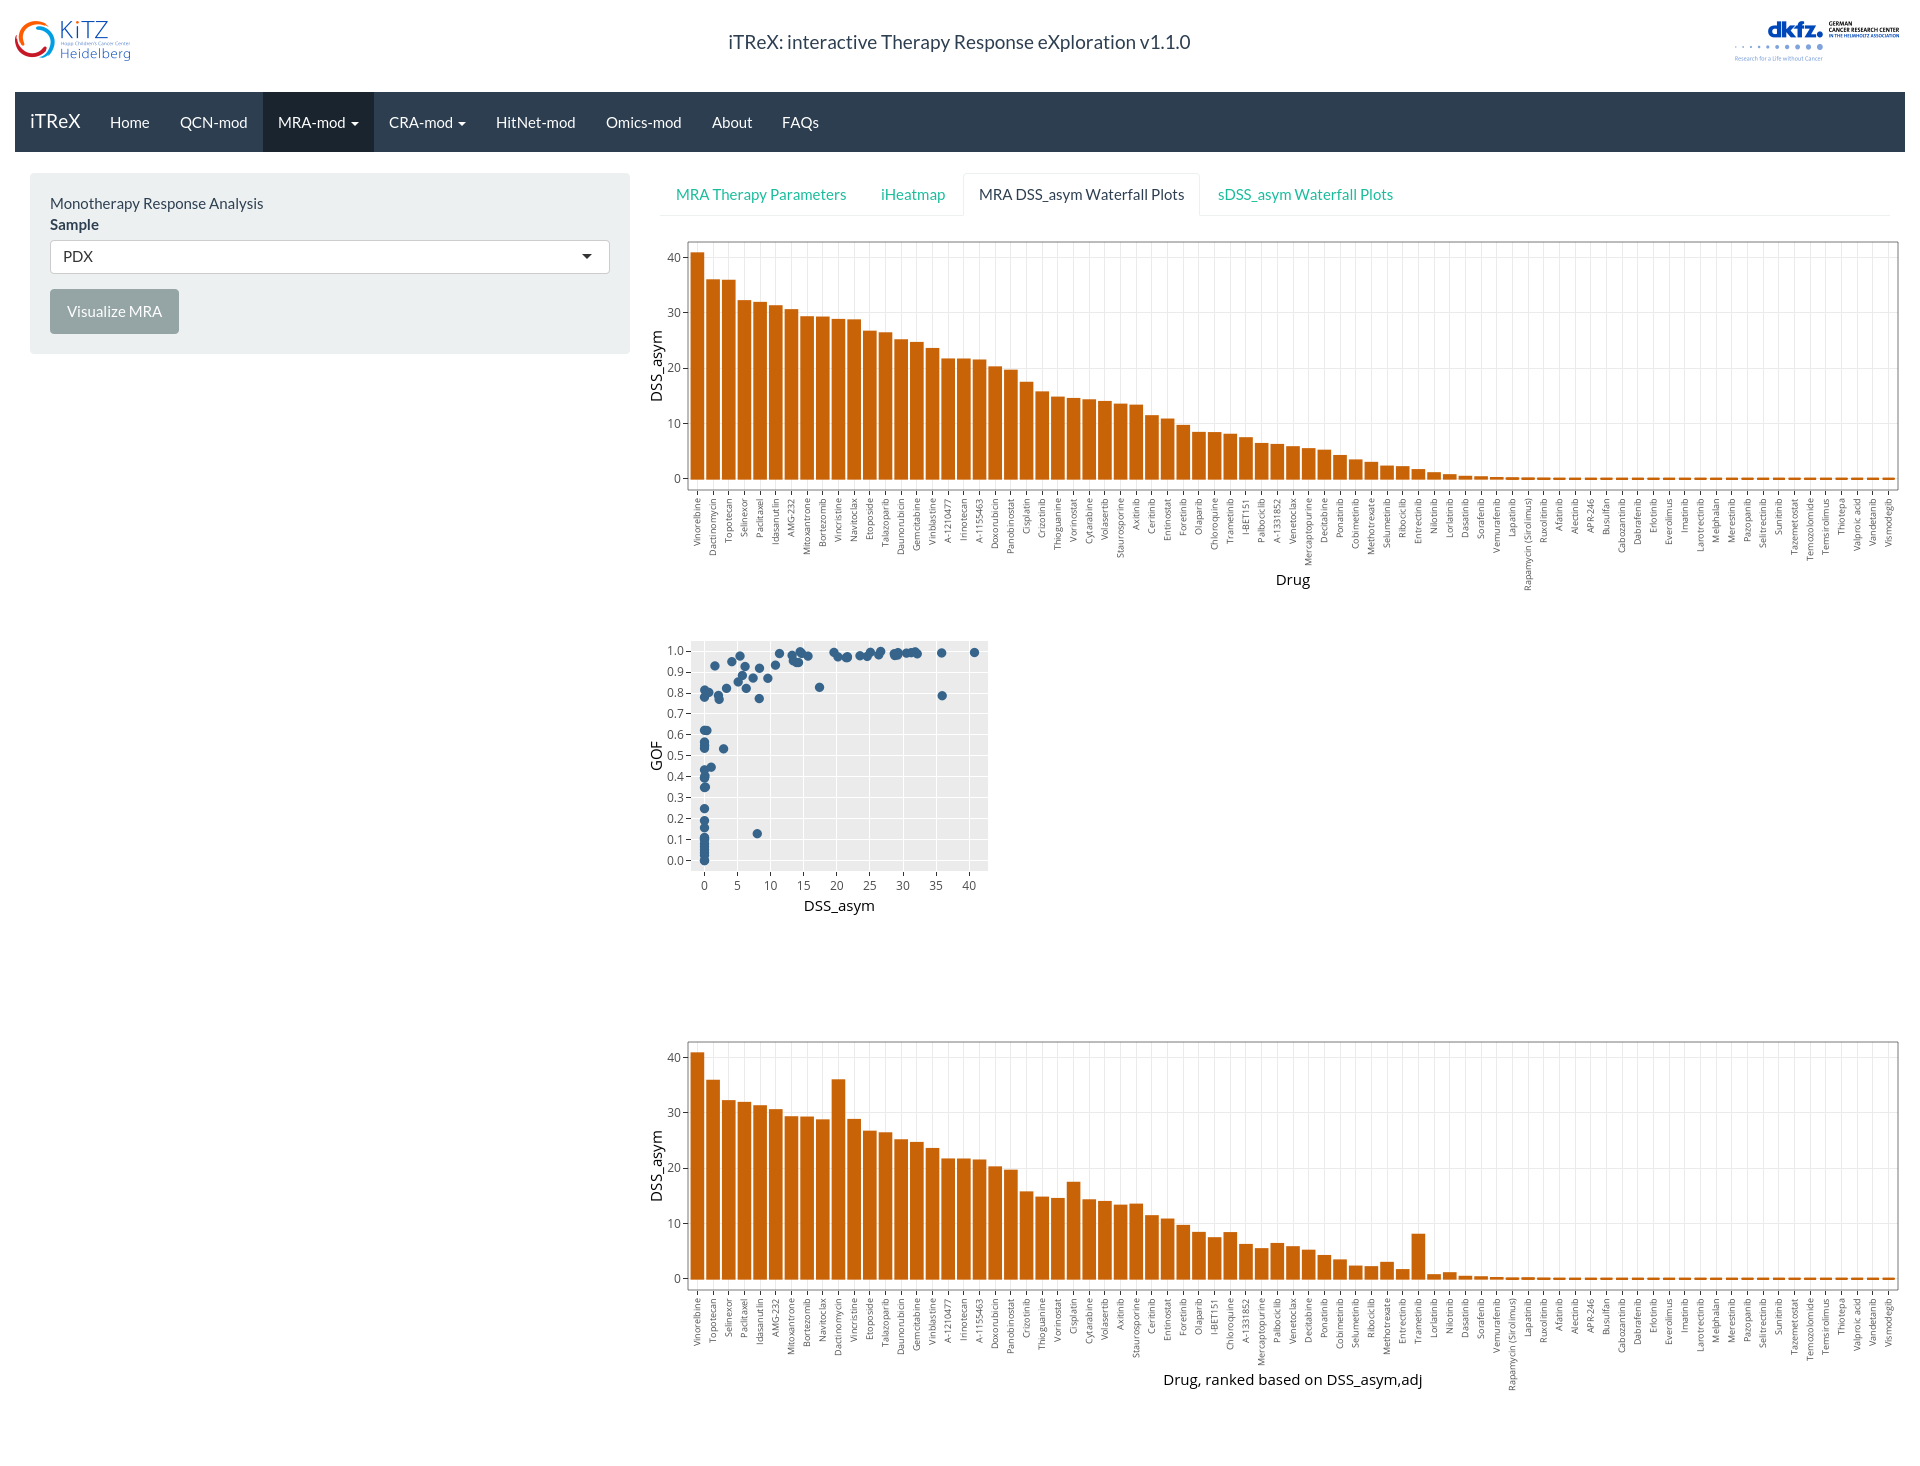 KiTZ
Hopp Children's Cancer Center
Heidelberg
iTReX: interactive Therapy Response eXploration v1.1.0
dkfz.
GERMAN
CANCER RESEARCH CENTER
IN THE HELMHOLTZ ASSOCIATION
Research for a Life without Cancer
iTReX Home QCN-mod MRA-mod CRA-mod HitNet-mod Omics-mod About FAQs
Monotherapy Response Analysis
Sample
PDX
Visualize MRA
MRA Therapy Parameters iHeatmap MRA DSS_asym Waterfall Plots sDSS_asym Waterfall Plots
DSS_asym
40
30
20
10
0
Vinorelbine Dactinomycin Topotecan Selinexor Paclitaxel Idasanutlin AMG-232 Mitoxantrone Bortezomib Vincristine Navitoclax Etoposide Talazoparib Daunorubicin Gemcitabine Vinblastine A-1210477 Irinotecan A-1155463 Doxorubicin Panobinostat Cisplatin Crizotinib Thioguanine Vorinostat Cytarabine Volasertib Staurosporine Axitinib Ceritinib Entinostat Foretinib Olaparib Chloroquine Trametinib I-BET151 Palbociclib A-1331852 Venetoclax Mercaptopurine Decitabine Ponatinib Cobimetinib Methotrexate Selumetinib Ribociclib Entrectinib Nilotinib Lorlatinib Dasatinib Sorafenib Vemurafenib Lapatinib Rapamycin (Sirolimus) Ruxolitinib Afatinib Alectinib APR-246 Busulfan Cabozantinib Dabrafenib Erlotinib Everolimus Imatinib Larotrectinib Melphalan Merestinib Pazopanib Selitrectinib Sunitinib Tazemetostat Temozolomide Temsirolimus Thiotepa Valproic acid Vandetanib Vismodegib
Drug
GOF
1.0
0.9
0.8
0.7
0.6
0.5
0.4
0.3
0.2
0.1
0.0
0 5 10 15 20 25 30 35 40
DSS_asym
DSS_asym
40
30
20
10
0
Vinorelbine Topotecan Selinexor Paclitaxel Idasanutlin AMG-232 Mitoxantrone Bortezomib Navitoclax Dactinomycin Vincristine Etoposide Talazoparib Daunorubicin Gemcitabine Vinblastine A-1210477 Irinotecan A-1155463 Doxorubicin Panobinostat Crizotinib Thioguanine Vorinostat Cisplatin Cytarabine Volasertib Axitinib Staurosporine Ceritinib Entinostat Foretinib Olaparib I-BET151 Chloroquine A-1331852 Mercaptopurine Palbociclib Venetoclax Decitabine Ponatinib Cobimetinib Selumetinib Ribociclib Methotrexate Entrectinib Trametinib Lorlatinib Nilotinib Dasatinib Sorafenib Vemurafenib Rapamycin (Sirolimus) Lapatinib Ruxolitinib Afatinib Alectinib APR-246 Busulfan Cabozantinib Dabrafenib Erlotinib Everolimus Imatinib Larotrectinib Melphalan Merestinib Pazopanib Selitrectinib Sunitinib Tazemetostat Temozolomide Temsirolimus Thiotepa Valproic acid Vandetanib Vismodegib
Drug, ranked based on DSS_asym,adj